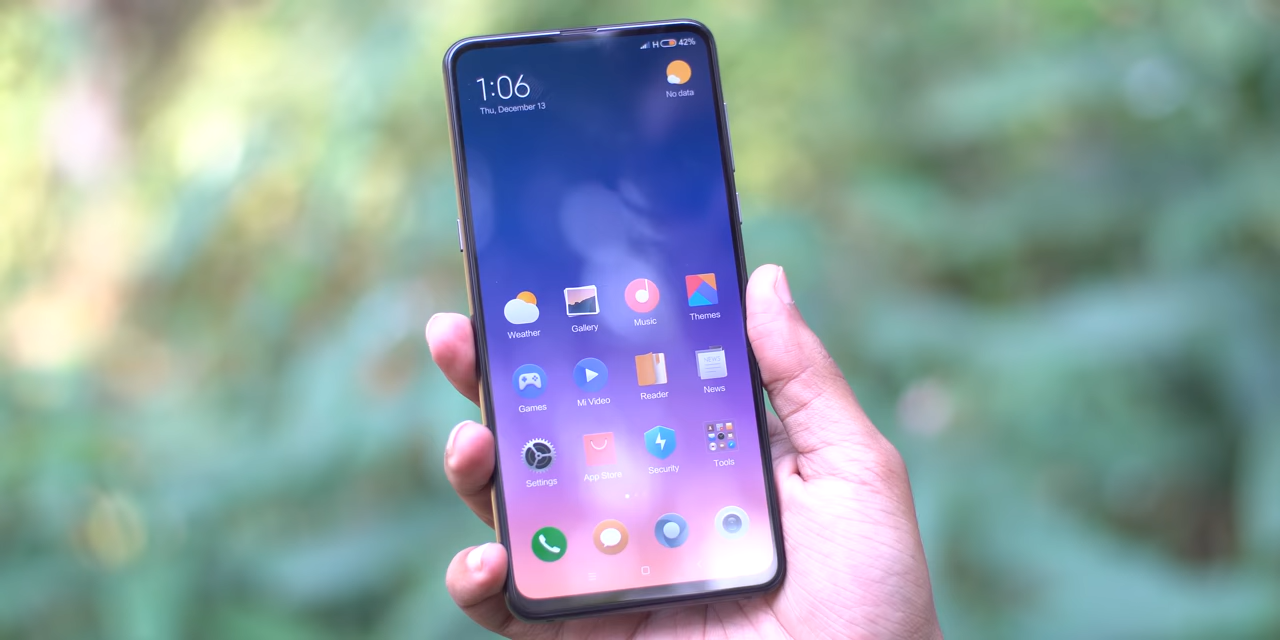 H 42%
1:06
Thu, December 13
No data
Weather
Gallery
Music
Themes
Games
Mi Video
Reader
NEWS
News
Settings
App Store
Security
Tools